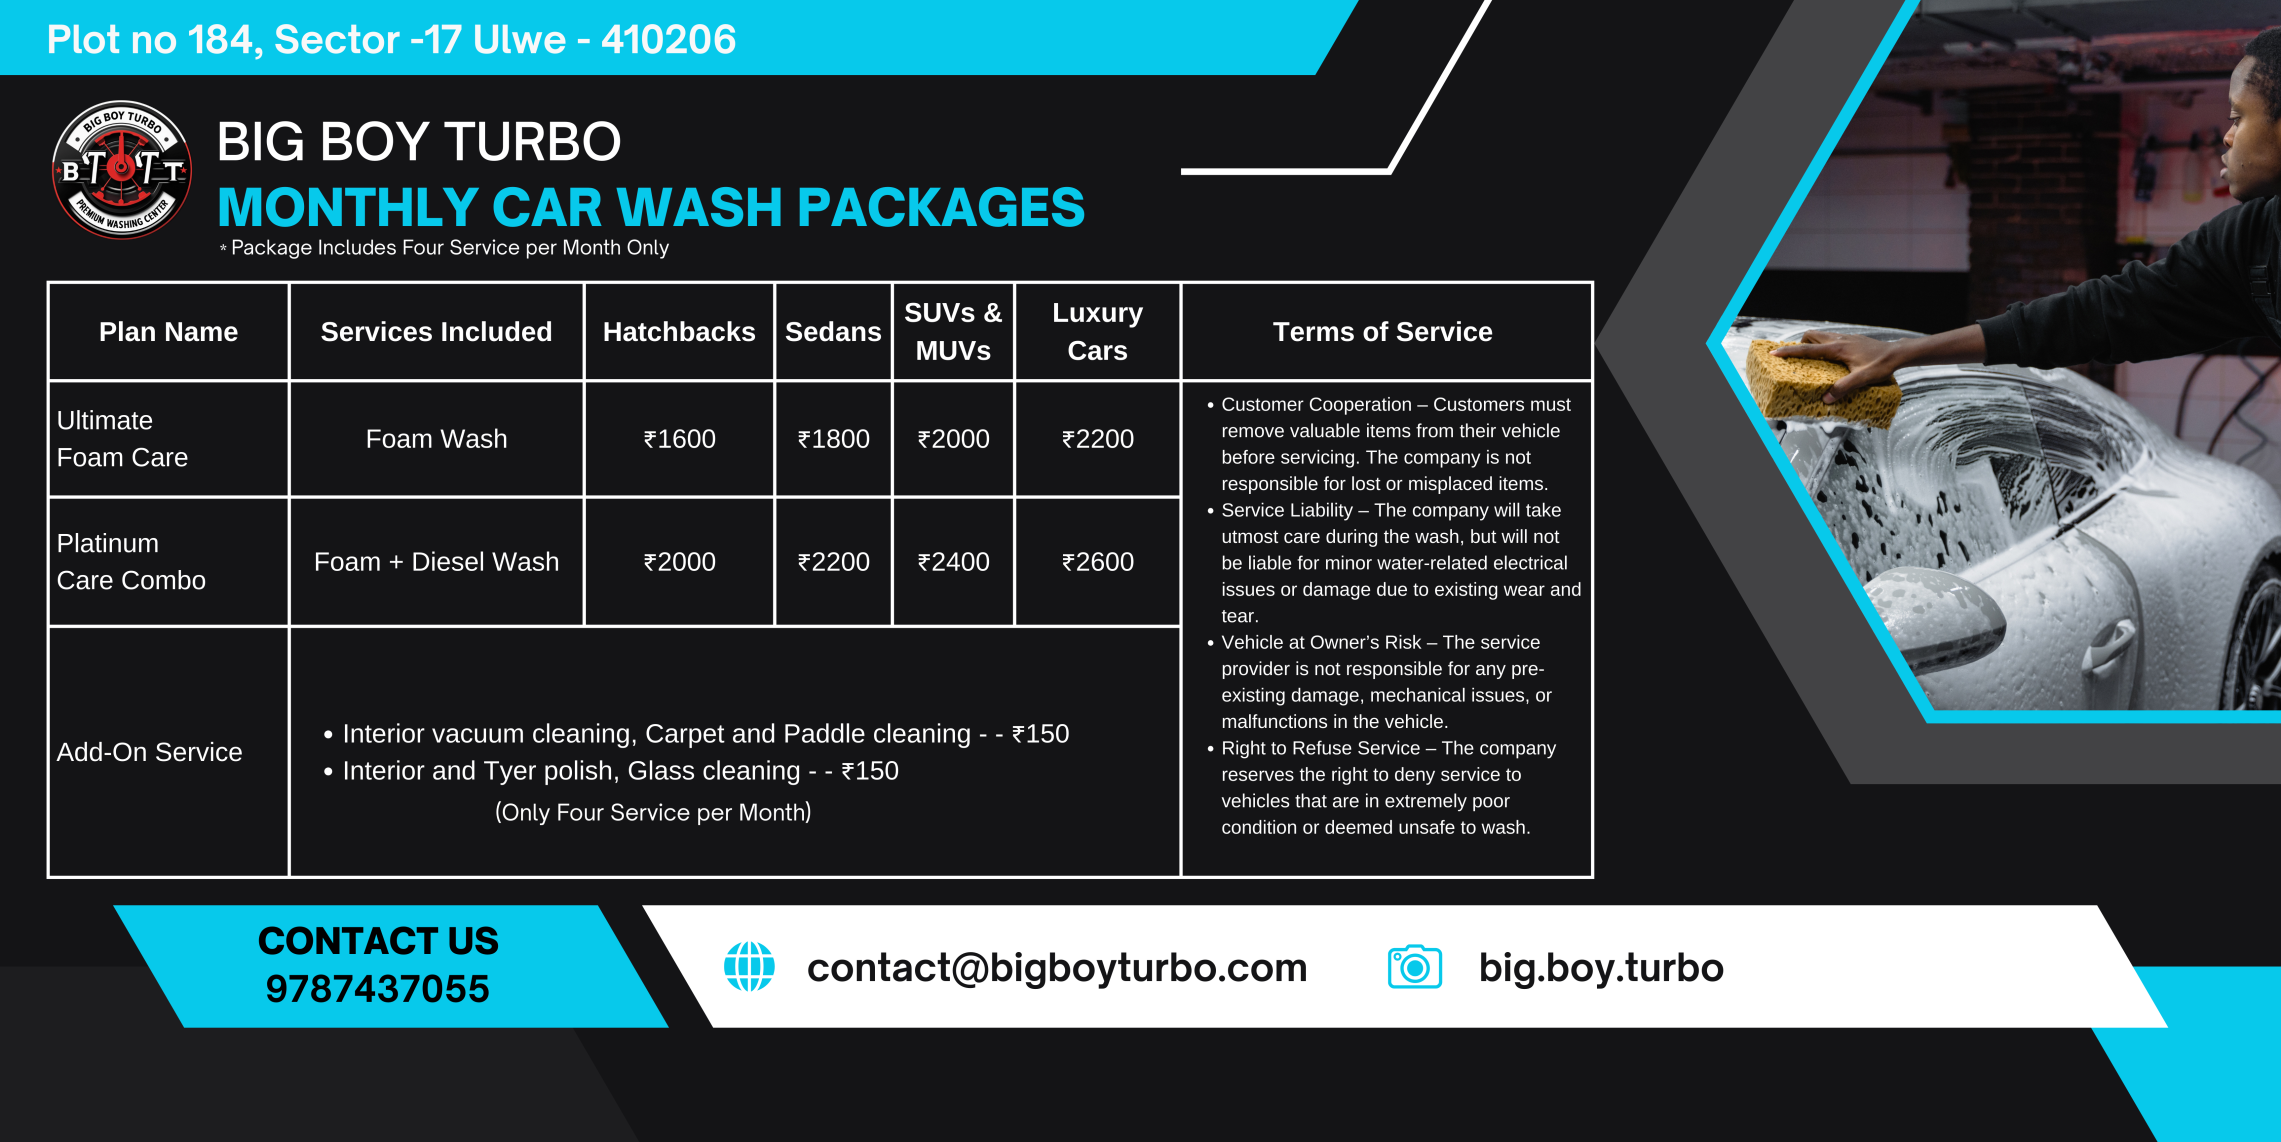 Plot no 184, Sector -17 Ulwe - 410206
BIG BOY TURBO
B T T T
PREMIUM WASHING CENTER
BIG BOY TURBO
MONTHLY CAR WASH PACKAGES
* Package Includes Four Service per Month Only
Plan Name
Services Included
Hatchbacks
Sedans
SUVs &
MUVs
Luxury
Cars
Terms of Service
Ultimate
Foam Care
Foam Wash
₹1600
₹1800
₹2000
₹2200
Platinum
Care Combo
Foam + Diesel Wash
₹2000
₹2200
₹2400
₹2600
Add-On Service
• Interior vacuum cleaning, Carpet and Paddle cleaning - - ₹150
• Interior and Tyer polish, Glass cleaning - - ₹150
(Only Four Service per Month)
• Customer Cooperation – Customers must
remove valuable items from their vehicle
before servicing. The company is not
responsible for lost or misplaced items.
• Service Liability – The company will take
utmost care during the wash, but will not
be liable for minor water-related electrical
issues or damage due to existing wear and
tear.
• Vehicle at Owner’s Risk – The service
provider is not responsible for any pre-
existing damage, mechanical issues, or
malfunctions in the vehicle.
• Right to Refuse Service – The company
reserves the right to deny service to
vehicles that are in extremely poor
condition or deemed unsafe to wash.
CONTACT US
9787437055
contact@bigboyturbo.com
big.boy.turbo